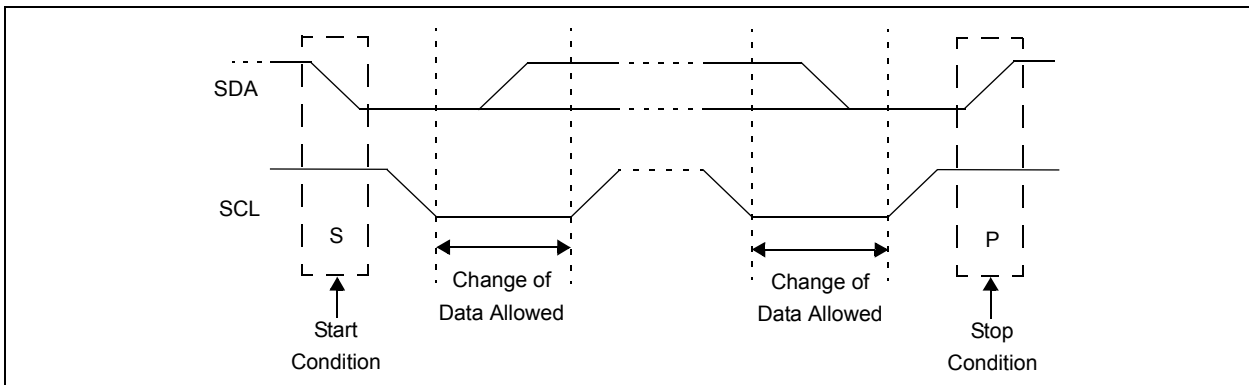 SDA
SCL
S
P
Change of
Data Allowed
Change of
Data Allowed
Start
Condition
Stop
Condition